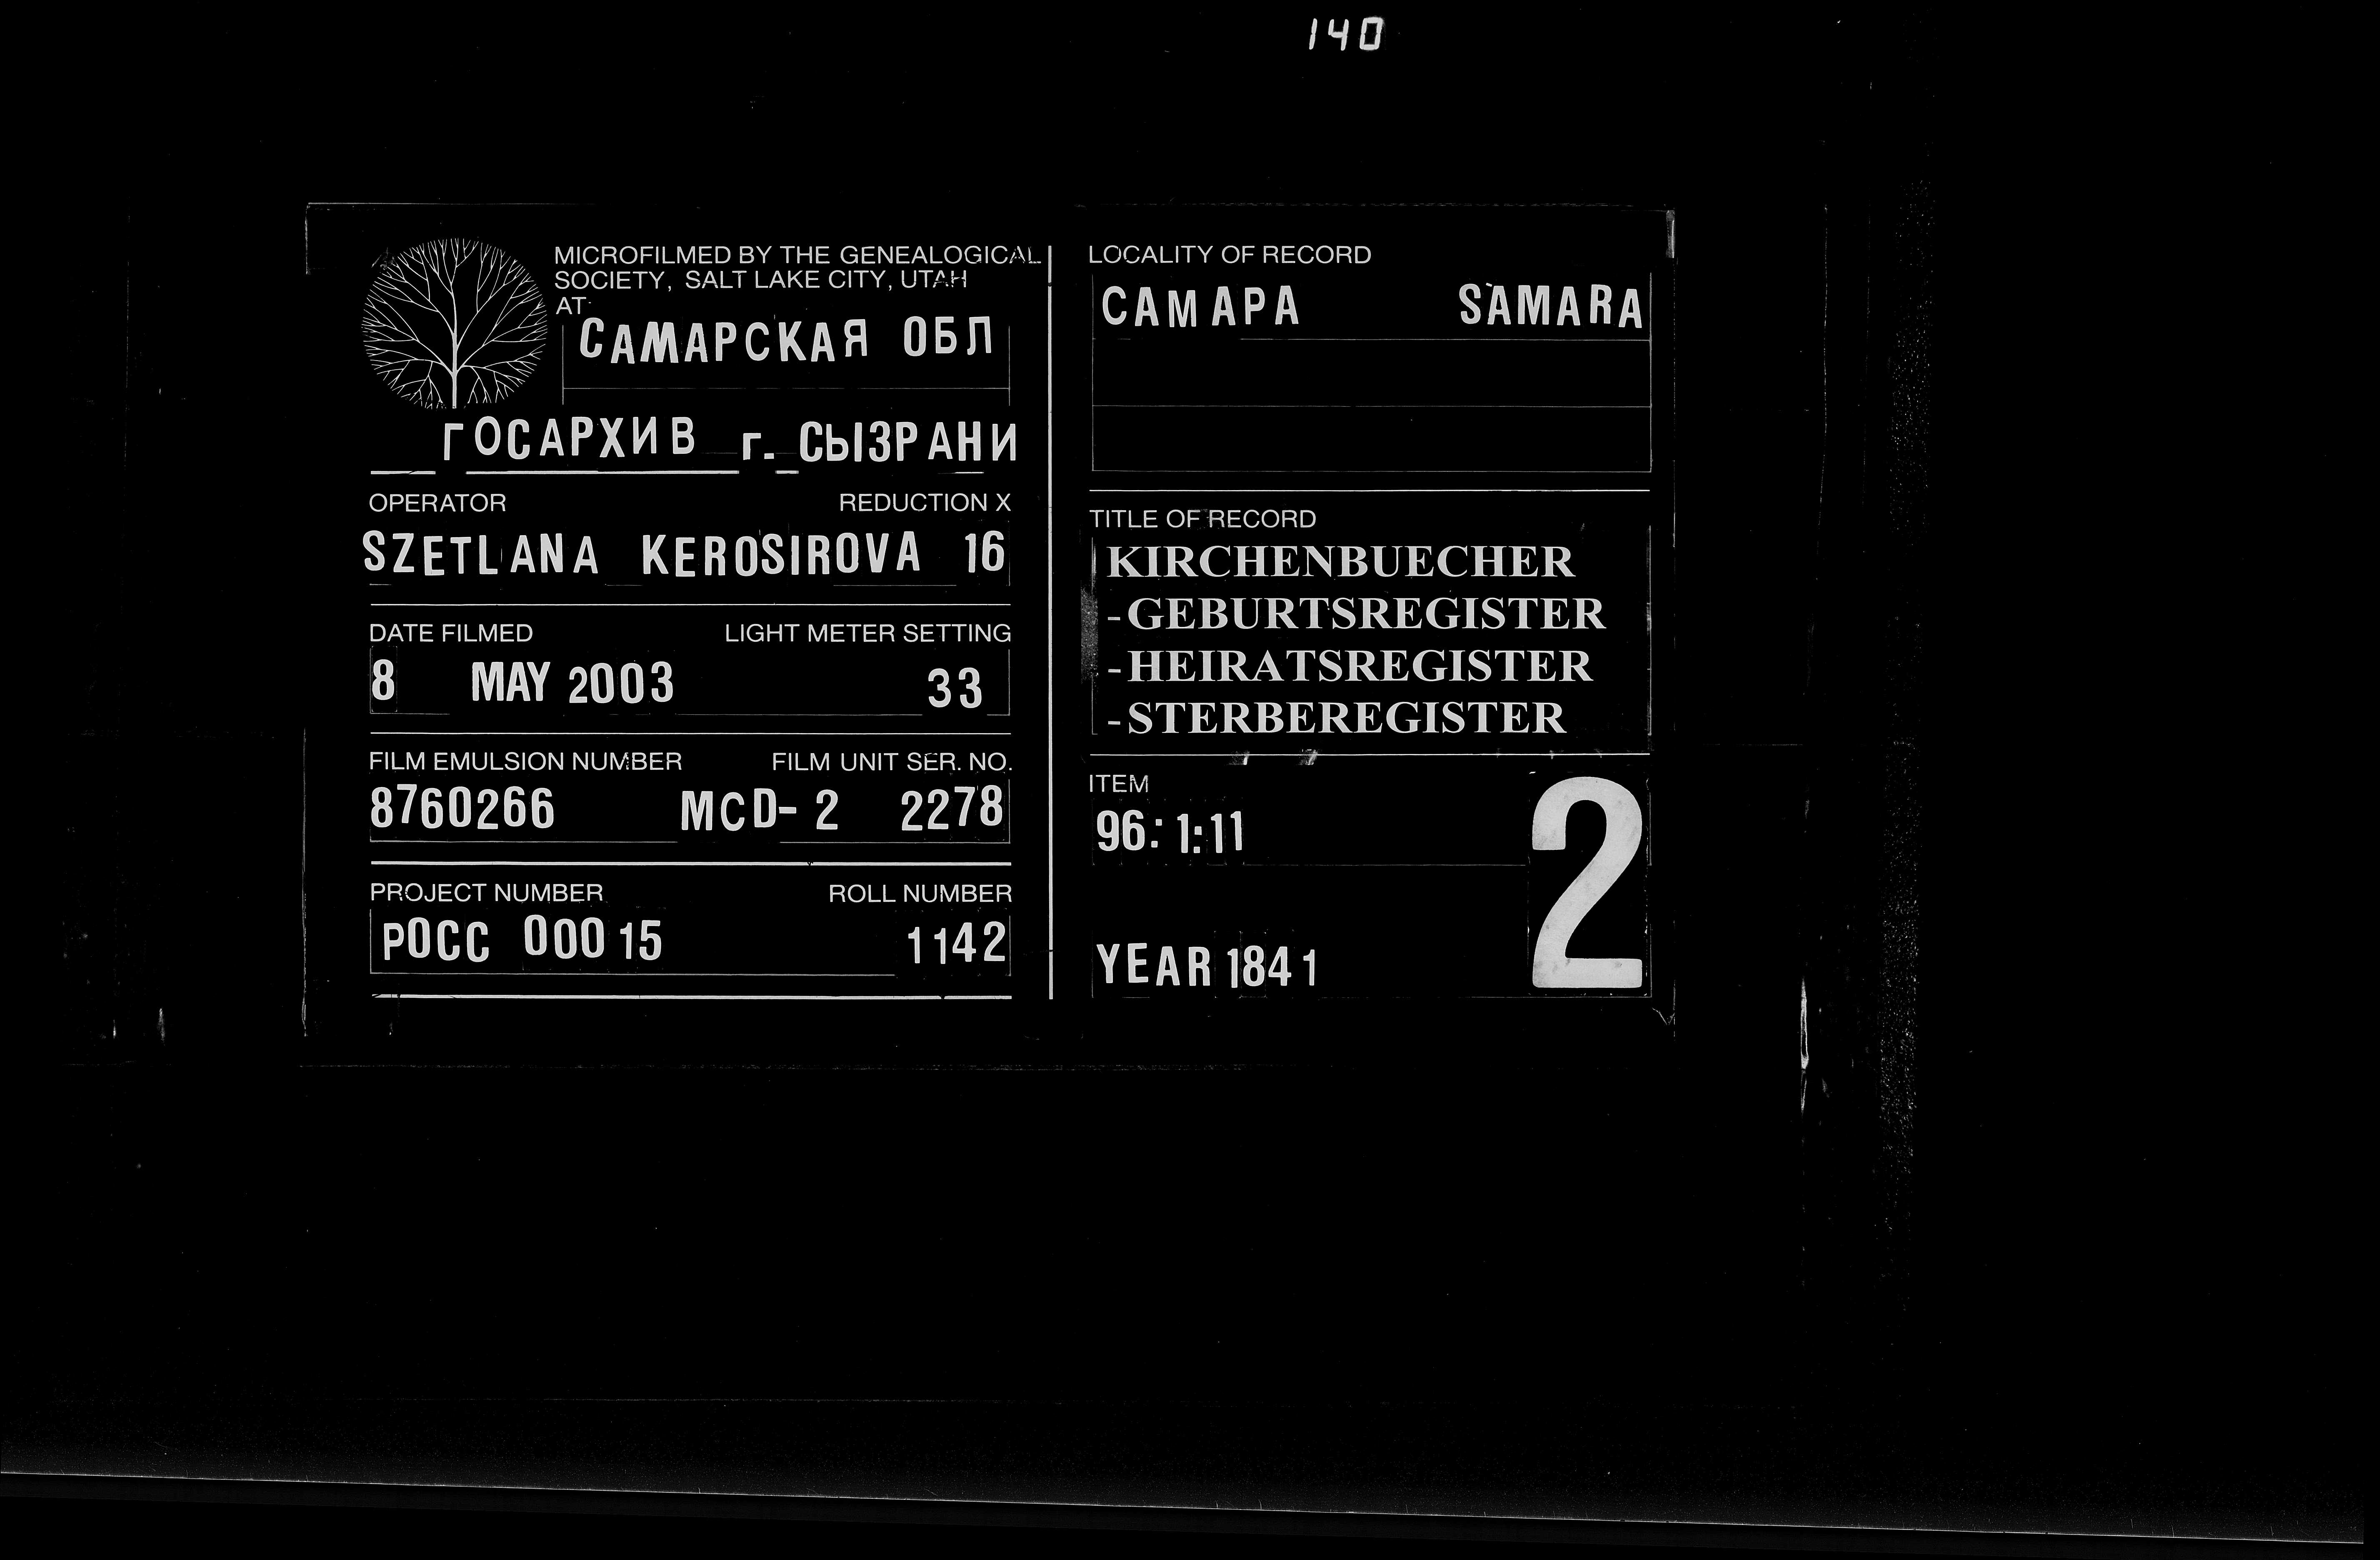 140
MICROFILMED BY THE GENEALOGICAL
SOCIETY, SALT LAKE CITY, UTAH
AT
САМАРСКАЯ ОБЛ
ГОСАРХИВ г. СЫЗРАНИ
OPERATOR REDUCTION X
SZETLANA KEROSIROVA 16
DATE FILMED LIGHT METER SETTING
8 MAY 2003 33
FILM EMULSION NUMBER FILM UNIT SER. NO.
8760266 MCD- 2 2278
PROJECT NUMBER ROLL NUMBER
РОСС 00015 1142
LOCALITY OF RECORD
САМАРА SAMARA
TITLE OF RECORD
KIRCHENBUECHER
-GEBURTSREGISTER
-HEIRATSREGISTER
-STERBEREGISTER
ITEM
96: 1:11
2
YEAR 1841